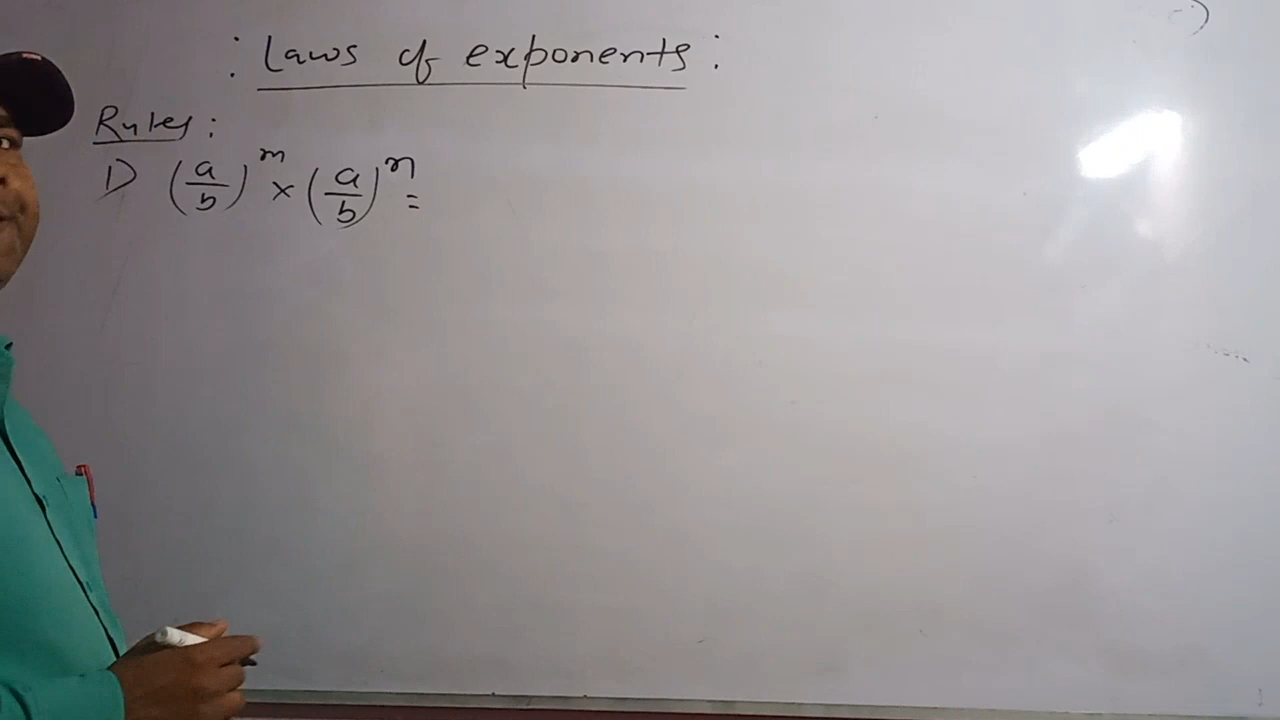 : Laws of exponents :
Rules :
1) (a/b)^m × (a/b)^n =